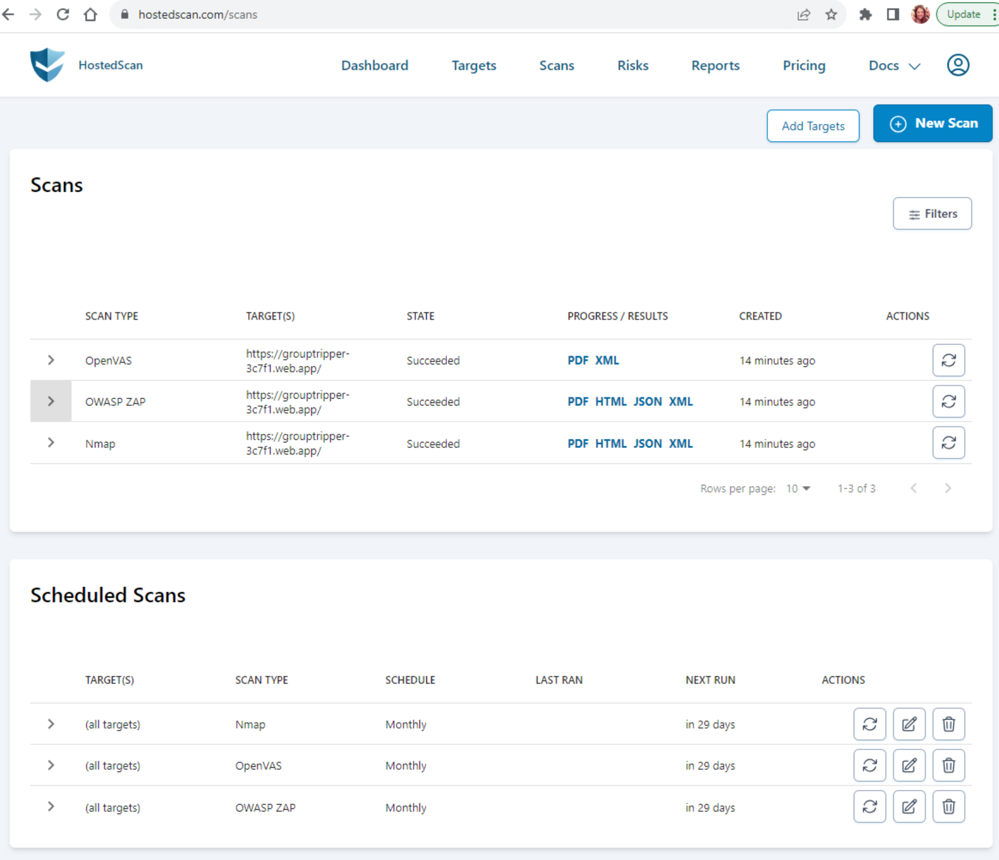 hostedscan.com/scans
Update
HostedScan
Dashboard Targets Scans Risks Reports Pricing Docs
Add Targets
New Scan
Scans
Filters
SCAN TYPE TARGET(S) STATE PROGRESS / RESULTS CREATED ACTIONS
OpenVAS https://grouptripper-
3c7f1.web.app/ Succeeded PDF XML 14 minutes ago
OWASP ZAP https://grouptripper-
3c7f1.web.app/ Succeeded PDF HTML JSON XML 14 minutes ago
Nmap https://grouptripper-
3c7f1.web.app/ Succeeded PDF HTML JSON XML 14 minutes ago
Rows per page: 10 1-3 of 3
Scheduled Scans
TARGET(S) SCAN TYPE SCHEDULE LAST RAN NEXT RUN ACTIONS
(all targets) Nmap Monthly in 29 days
(all targets) OpenVAS Monthly in 29 days
(all targets) OWASP ZAP Monthly in 29 days